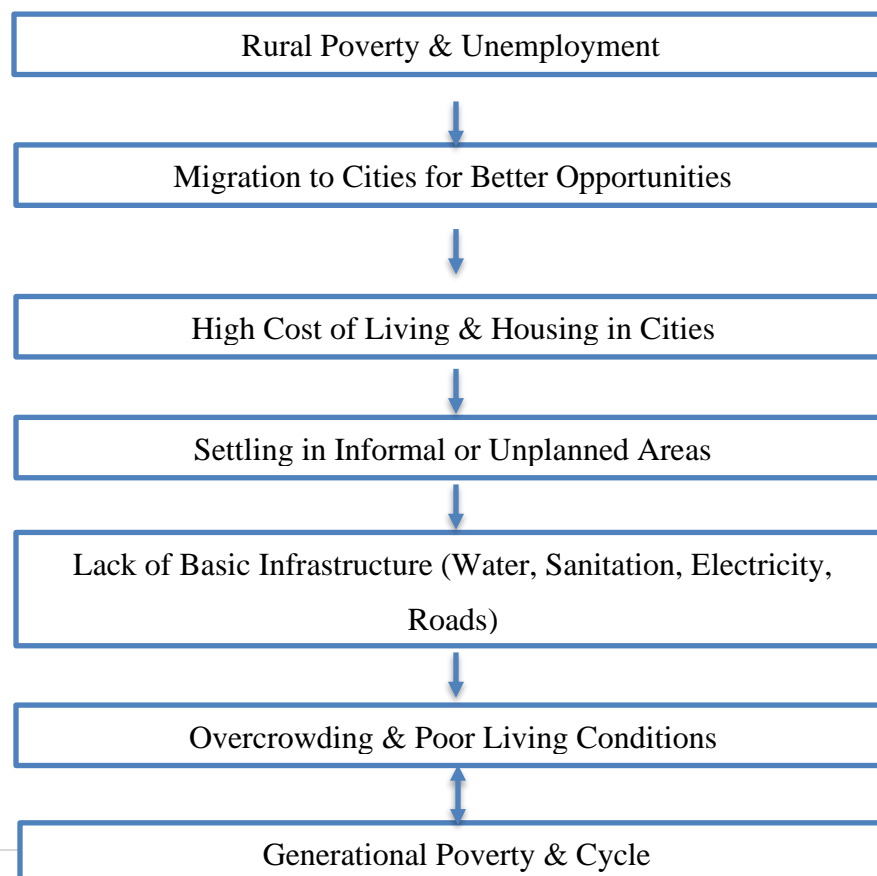 Rural Poverty & Unemployment
Migration to Cities for Better Opportunities
High Cost of Living & Housing in Cities
Settling in Informal or Unplanned Areas
Lack of Basic Infrastructure (Water, Sanitation, Electricity,
Roads)
Overcrowding & Poor Living Conditions
Generational Poverty & Cycle